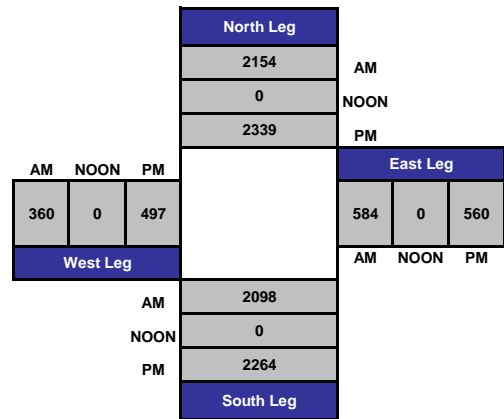 North Leg
2154 AM
0 NOON
2339 PM
AM NOON PM
East Leg
360 0 497
584 0 560
West Leg
AM NOON PM
AM 2098
NOON 0
PM 2264
South Leg